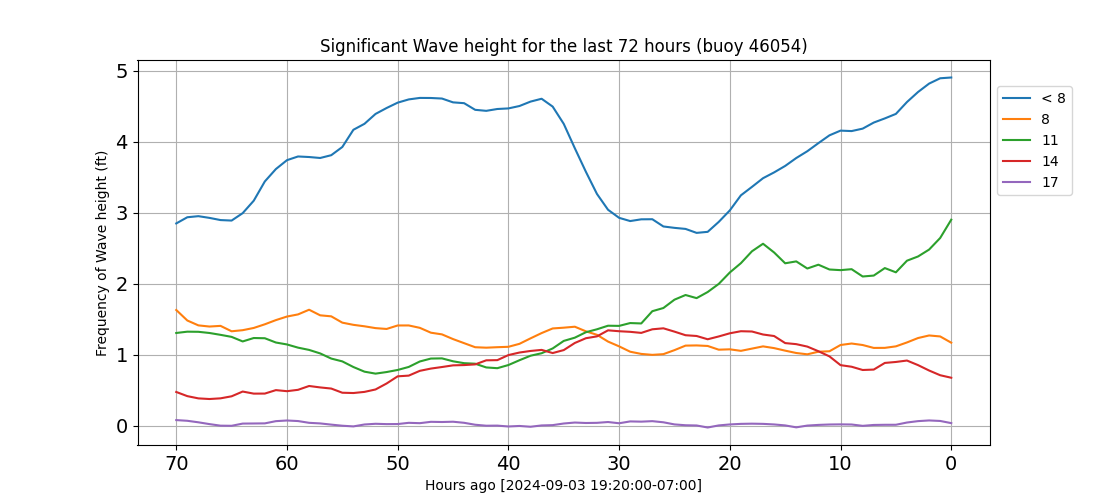 Significant Wave height for the last 72 hours (buoy 46054)
Frequency of Wave height (ft)
5
4
3
2
1
0
70 60 50 40 30 20 10 0
Hours ago [2024-09-03 19:20:00-07:00]
< 8
8
11
14
17